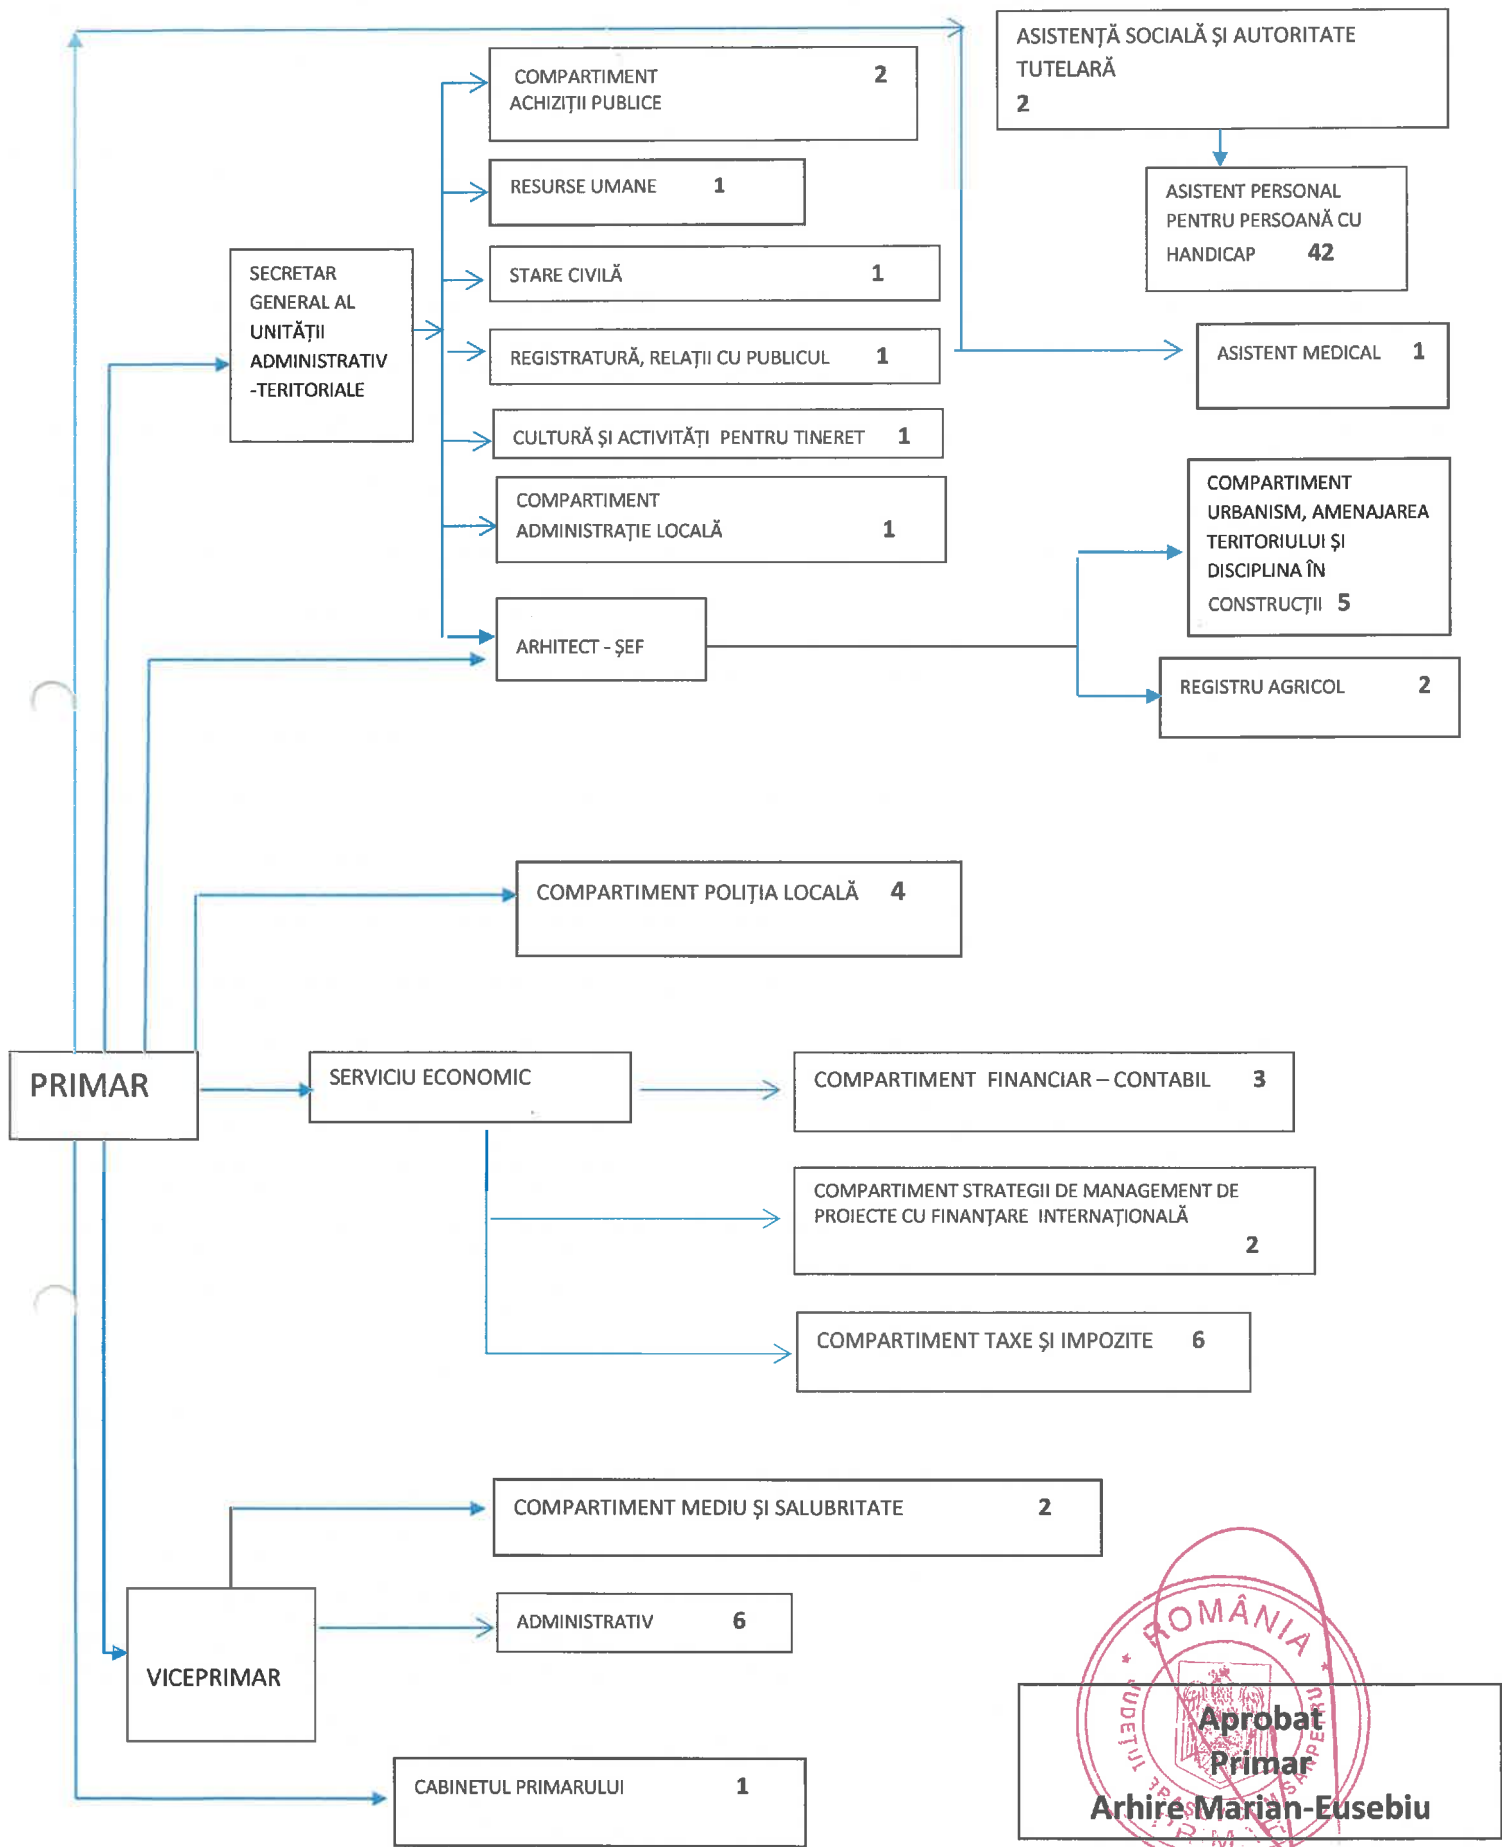 ASISTENȚĂ SOCIALĂ ȘI AUTORITATE
TUTELARĂ
2
COMPARTIMENT 2
ACHIZIȚII PUBLICE
RESURSE UMANE 1
ASISTENT PERSONAL
PENTRU PERSOANĂ CU
HANDICAP 42
SECRETAR
GENERAL AL
UNITĂȚII
ADMINISTRATIV
-TERITORIALE
STARE CIVILĂ 1
REGISTRATURĂ, RELAȚII CU PUBLICUL 1
ASISTENT MEDICAL 1
CULTURĂ ȘI ACTIVITĂȚI PENTRU TINERET 1
COMPARTIMENT
ADMINISTRAȚIE LOCALĂ 1
COMPARTIMENT
URBANISM, AMENAJAREA
TERITORIULUI ȘI
DISCIPLINA ÎN
CONSTRUCȚII 5
ARHITECT - ȘEF
REGISTRU AGRICOL 2
COMPARTIMENT POLIȚIA LOCALĂ 4
PRIMAR
SERVICIU ECONOMIC
COMPARTIMENT FINANCIAR – CONTABIL 3
COMPARTIMENT STRATEGII DE MANAGEMENT DE
PROIECTE CU FINANȚARE INTERNAȚIONALĂ
2
COMPARTIMENT TAXE ȘI IMPOZITE 6
COMPARTIMENT MEDIU ȘI SALUBRITATE 2
ADMINISTRATIV 6
VICEPRIMAR
CABINETUL PRIMARULUI 1
ROMÂNIA
JUDEȚUL
Aprobat
Primar
Arhire Marian-Eusebiu